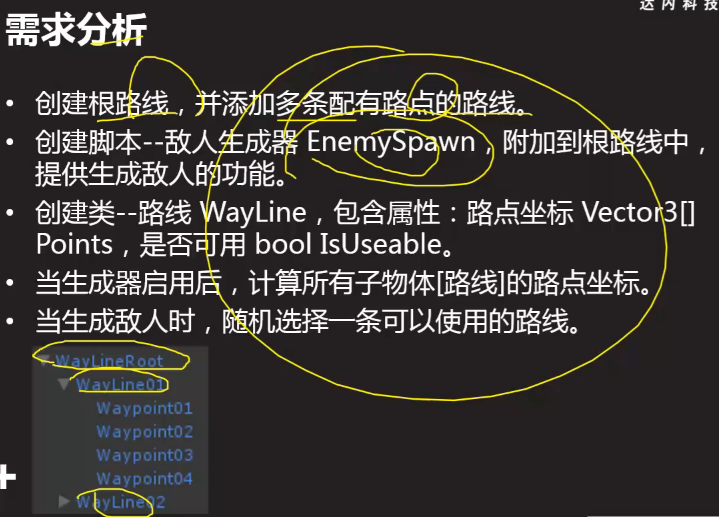 达内科技
需求分析
• 创建根路线，并添加多条配有路点的路线。
• 创建脚本--敌人生成器 EnemySpawn，附加到根路线中，
提供生成敌人的功能。
• 创建类--路线 WayLine，包含属性：路点坐标 Vector3[]
Points，是否可用 bool IsUseable。
• 当生成器启用后，计算所有子物体[路线]的路点坐标。
• 当生成敌人时，随机选择一条可以使用的路线。
WayLineRoot
WayLine01
Waypoint01
Waypoint02
Waypoint03
Waypoint04
WayLine02